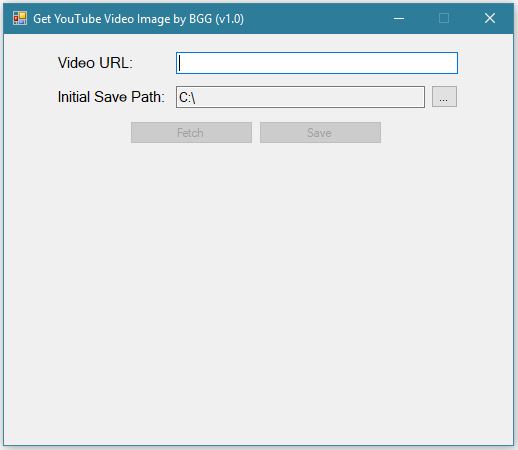 Get YouTube Video Image by BGG (v1.0)
Video URL:
Initial Save Path: C:\ ...
Fetch Save